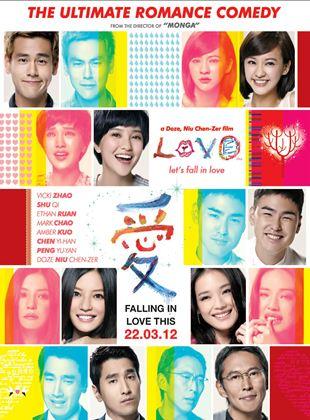 THE ULTIMATE ROMANCE COMEDY
FROM THE DIRECTOR OF "MONGA"
a Doze, Niu Chen-Zer film
LOVE
let's fall in love
VICKI ZHAO
SHU QI
ETHAN RUAN
MARK CHAO
AMBER KUO
CHEN YI-HAN
PENG YU-YAN
DOZE NIU CHEN-ZER
愛
FALLING IN
LOVE THIS
22.03.12